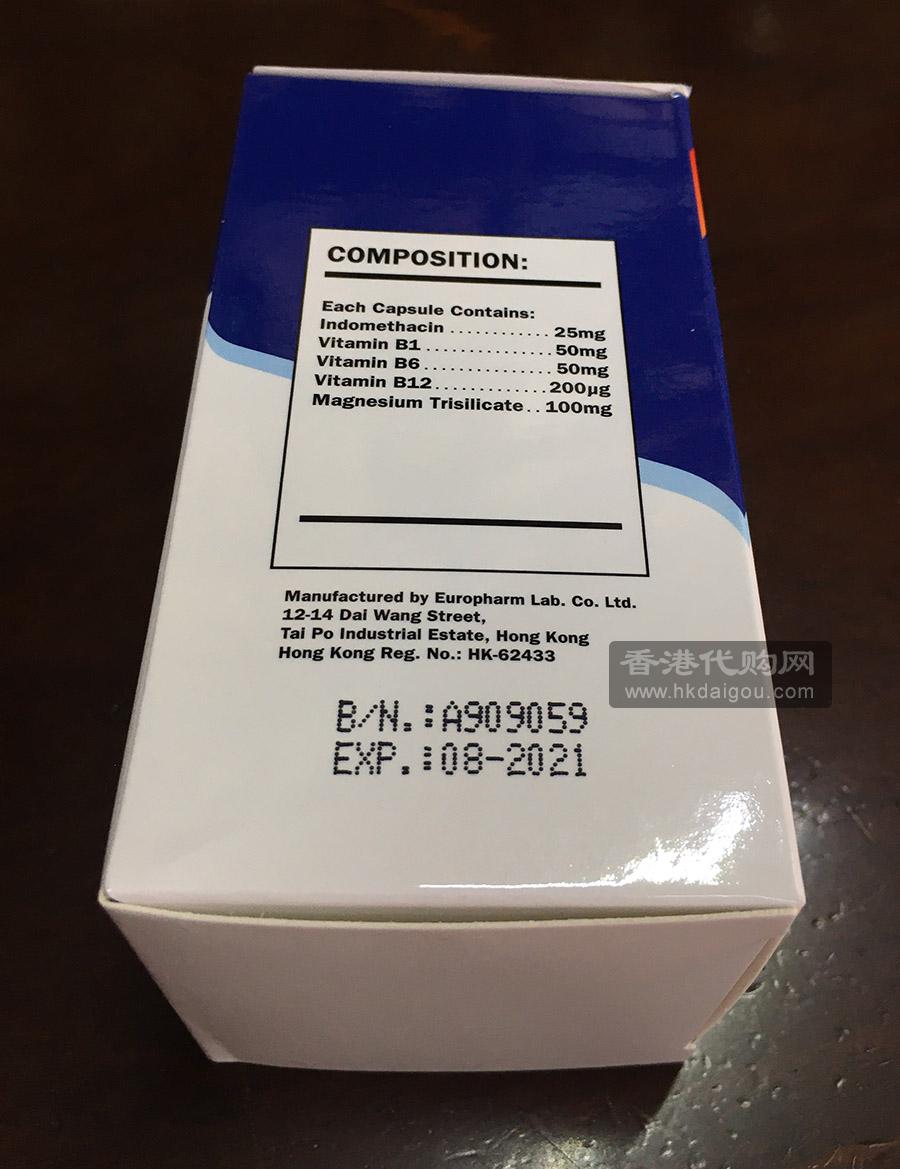 COMPOSITION:
Each Capsule Contains:
Indomethacin ............ 25mg
Vitamin B1 ............... 50mg
Vitamin B6 ............... 50mg
Vitamin B12 ............. 200µg
Magnesium Trisilicate .. 100mg
Manufactured by Europharm Lab. Co. Ltd.
12-14 Dai Wang Street,
Tai Po Industrial Estate, Hong Kong
Hong Kong Reg. No.: HK-62433
香港代购网
www.hkdaigou.com
B/N.:A909059
EXP.:08-2021